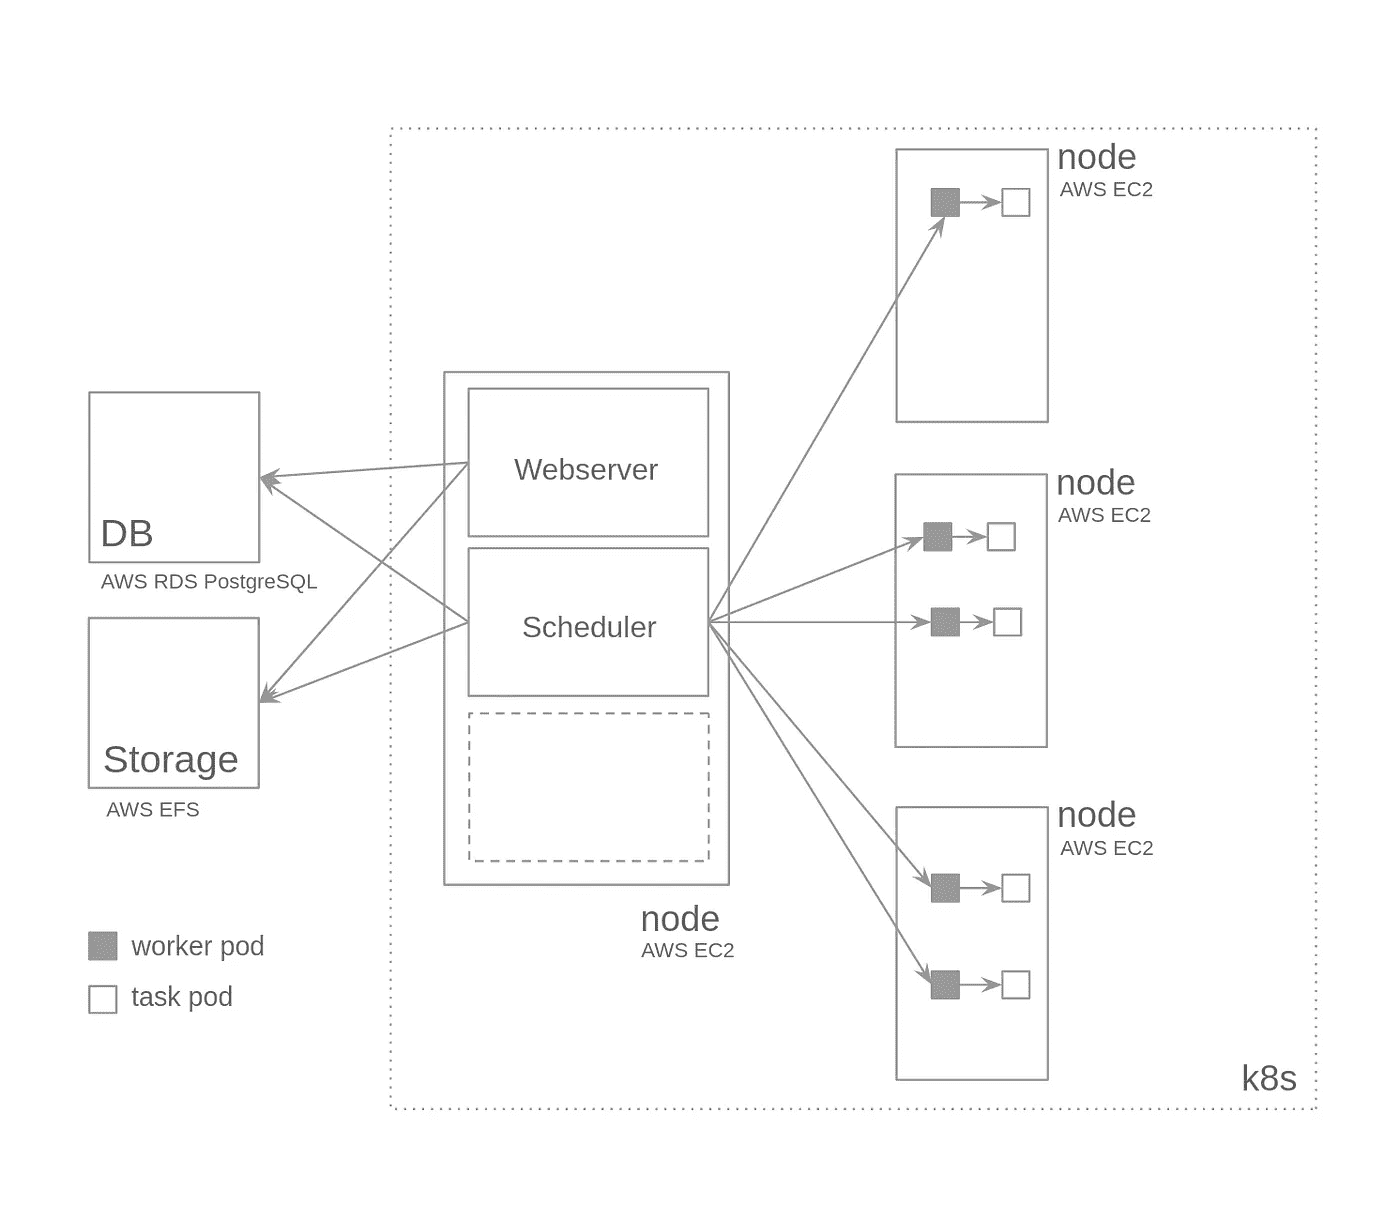 node
AWS EC2
Webserver
DB
AWS RDS PostgreSQL
node
AWS EC2
Scheduler
Storage
AWS EFS
node
AWS EC2
node
AWS EC2
worker pod
task pod
k8s